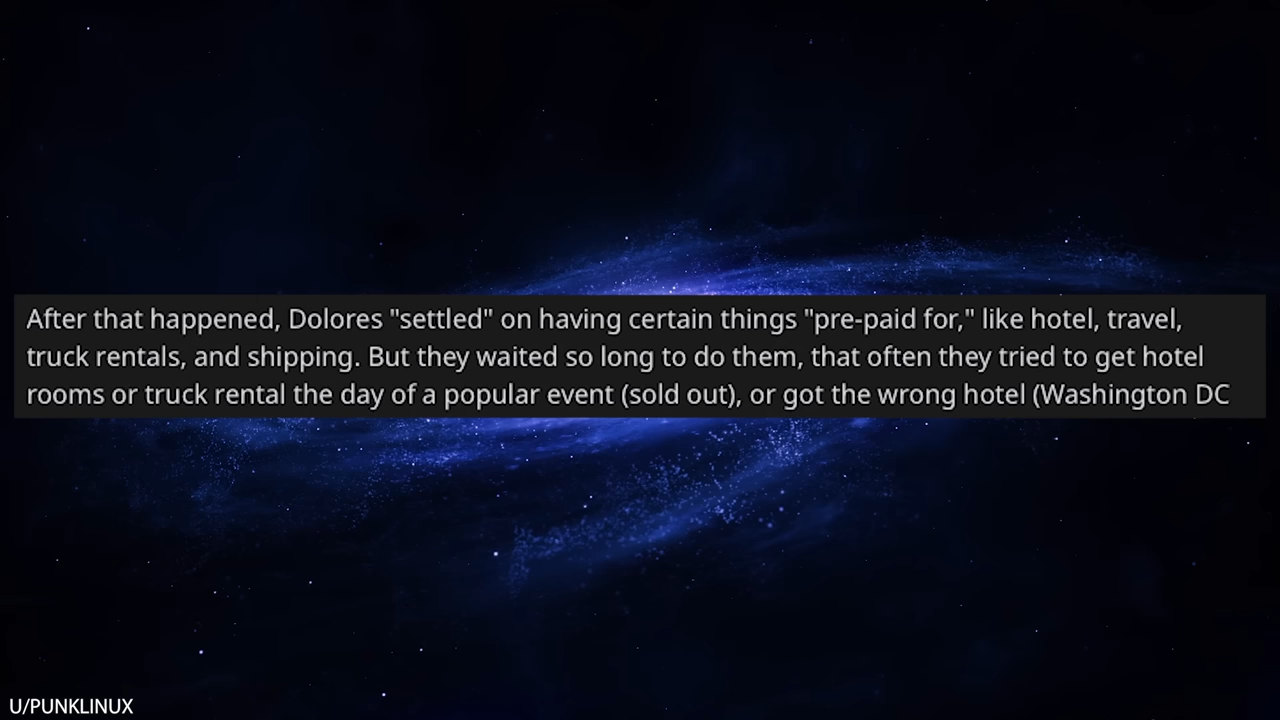 After that happened, Dolores "settled" on having certain things "pre-paid for," like hotel, travel,
truck rentals, and shipping. But they waited so long to do them, that often they tried to get hotel
rooms or truck rental the day of a popular event (sold out), or got the wrong hotel (Washington DC
U/PUNKLINUX